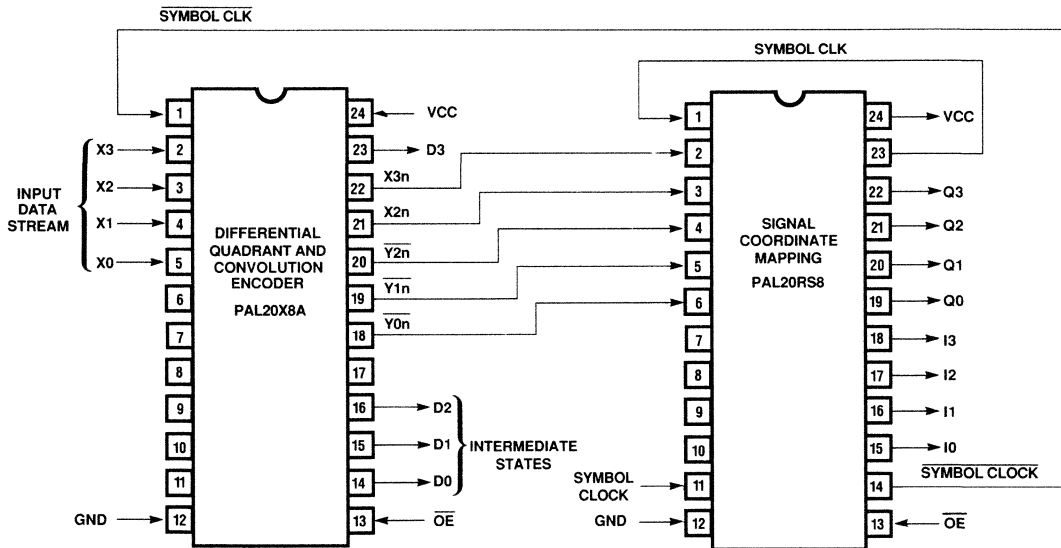 SYMBOL CLK
SYMBOL CLK
1 24 VCC
X3 2 23 D3
X2 3 22 X3n
X1 4 21 X2n
X0 5 20 Y2n
6 19 Y1n
7 18 Y0n
8 17
9 16 D2
10 15 D1
11 14 D0
GND 12 13 OE
INPUT
DATA
STREAM
DIFFERENTIAL
QUADRANT AND
CONVOLUTION
ENCODER
PAL20X8A
INTERMEDIATE
STATES
1 24 VCC
2 23
3 22 Q3
4 21 Q2
5 20 Q1
6 19 Q0
7 18 I3
8 17 I2
9 16 I1
10 15 I0
SYMBOL
CLOCK
11 14 SYMBOL CLOCK
GND 12 13 OE
SIGNAL
COORDINATE
MAPPING
PAL20RS8